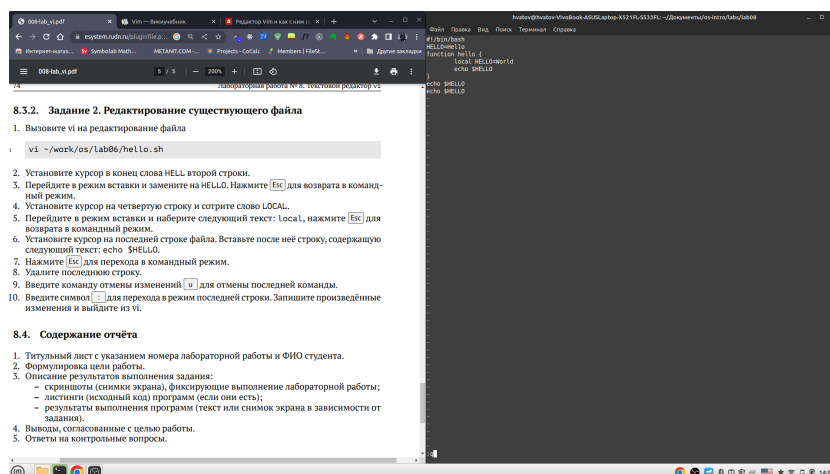 008-lab_vi.pdf
Vim — Викиучебник
Редактор Vim и как с ним р
esystem.rudn.ru/pluginfile.p...
Интернет-магаз...
Symbolab Math...
METANIT.COM -...
Projects - CoCalc
Members | FileSt...
Другие закладки
008-lab_vi.pdf
5 / 5
200%
74
Лабораторная работа № 8. Текстовой редактор vi
8.3.2. Задание 2. Редактирование существующего файла
1. Вызовите vi на редактирование файла
1 vi ~/work/os/lab06/hello.sh
2. Установите курсор в конец слова HELL второй строки.
3. Перейдите в режим вставки и замените на HELLO. Нажмите Esc для возврата в команд-
ный режим.
4. Установите курсор на четвертую строку и сотрите слово LOCAL.
5. Перейдите в режим вставки и наберите следующий текст: local, нажмите Esc для
возврата в командный режим.
6. Установите курсор на последней строке файла. Вставьте после неё строку, содержащую
следующий текст: echo $HELLO.
7. Нажмите Esc для перехода в командный режим.
8. Удалите последнюю строку.
9. Введите команду отмены изменений u для отмены последней команды.
10. Введите символ : для перехода в режим последней строки. Запишите произведённые
изменения и выйдите из vi.
8.4. Содержание отчёта
1. Титульный лист с указанием номера лабораторной работы и ФИО студента.
2. Формулировка цели работы.
3. Описание результатов выполнения задания:
– скриншоты (снимки экрана), фиксирующие выполнение лабораторной работы;
– листинги (исходный код) программ (если они есть);
– результаты выполнения программ (текст или снимок экрана в зависимости от
задания).
4. Выводы, согласованные с целью работы.
5. Ответы на контрольные вопросы.
hvatov@hvatov-VivoBook-ASUSLaptop-X521FL-S533FL: ~/Документы/os-intro/labs/lab08
Файл Правка Вид Поиск Терминал Справка
#!/bin/bash
HELLO=Hello
function hello {
local HELLO=World
echo $HELLO
}
echo $HELLO
echo $HELLO